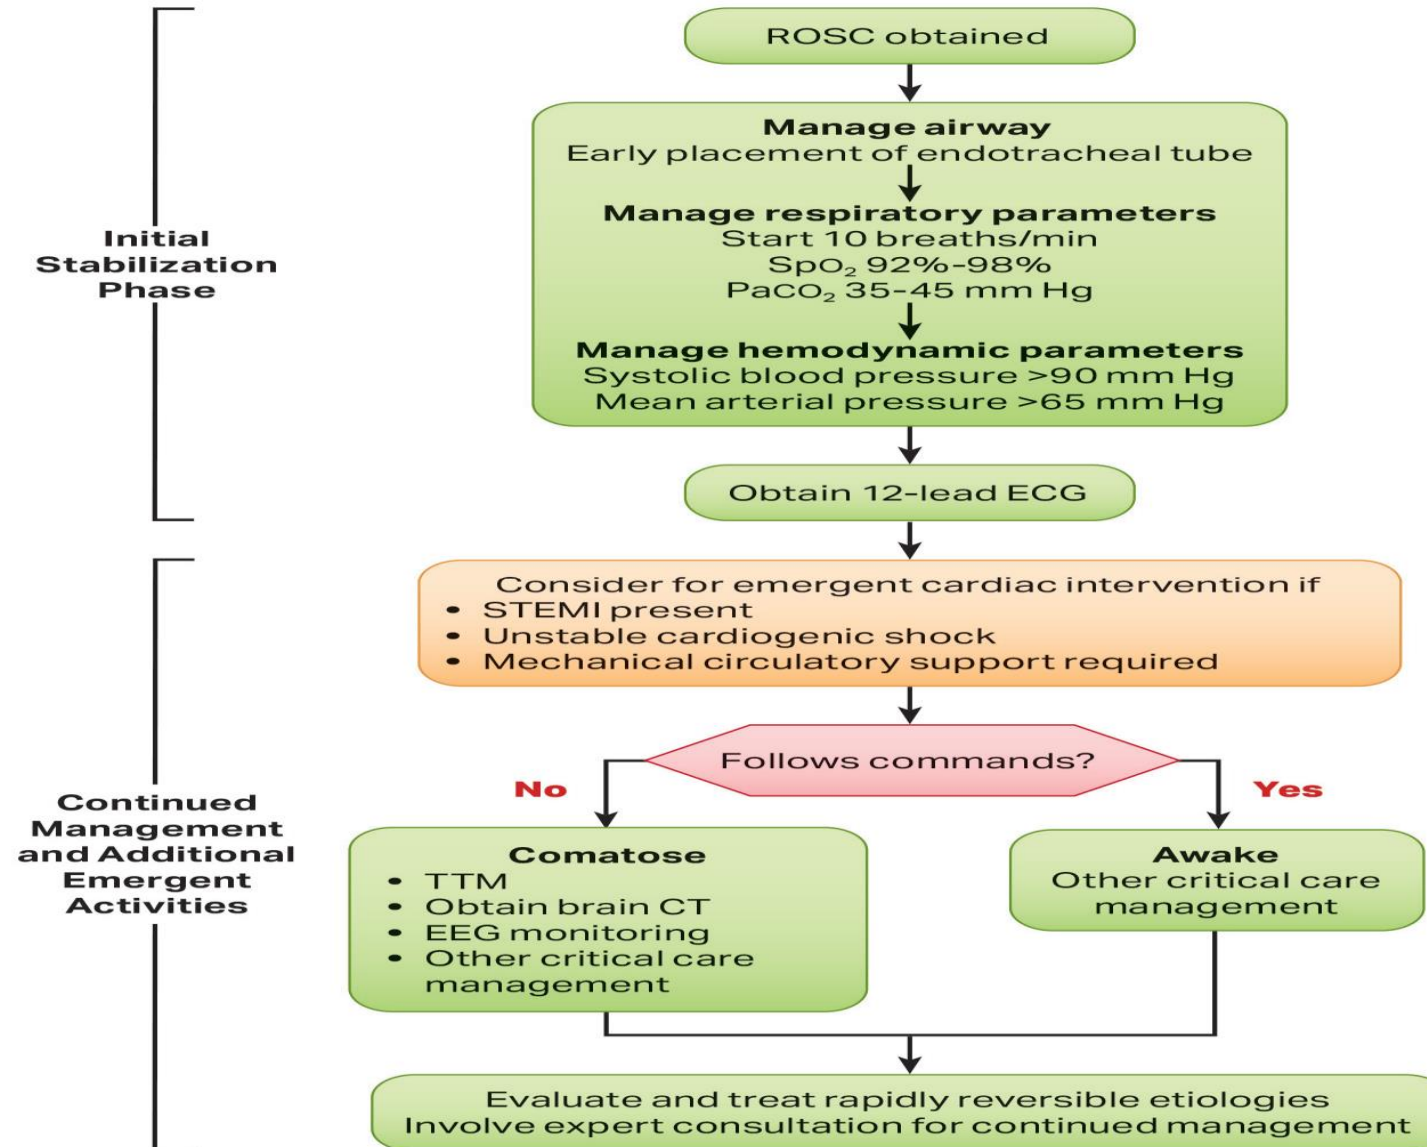 ROSC obtained
Manage airway
Early placement of endotracheal tube
Manage respiratory parameters
Start 10 breaths/min
SpO₂ 92%-98%
PaCO₂ 35-45 mm Hg
Manage hemodynamic parameters
Systolic blood pressure >90 mm Hg
Mean arterial pressure >65 mm Hg
Obtain 12-lead ECG
Initial
Stabilization
Phase
Consider for emergent cardiac intervention if
• STEMI present
• Unstable cardiogenic shock
• Mechanical circulatory support required
Follows commands?
No
Yes
Comatose
• TTM
• Obtain brain CT
• EEG monitoring
• Other critical care
management
Awake
Other critical care
management
Continued
Management
and Additional
Emergent
Activities
Evaluate and treat rapidly reversible etiologies
Involve expert consultation for continued management